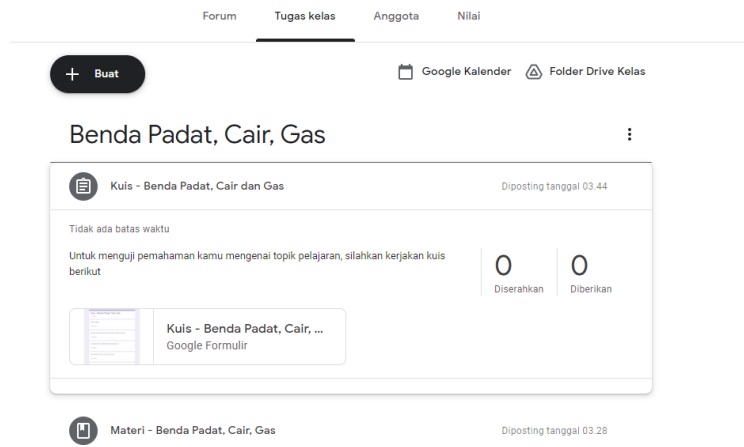 Forum Tugas kelas Anggota Nilai
+ Buat
Google Kalender Folder Drive Kelas
Benda Padat, Cair, Gas
Kuis - Benda Padat, Cair dan Gas Diposting tanggal 03.44
Tidak ada batas waktu
Untuk menguji pemahaman kamu mengenai topik pelajaran, silahkan kerjakan kuis
berikut
0 0
Diserahkan Diberikan
Kuis - Benda Padat, Cair, ...
Google Formulir
Materi - Benda Padat, Cair, Gas Diposting tanggal 03.28